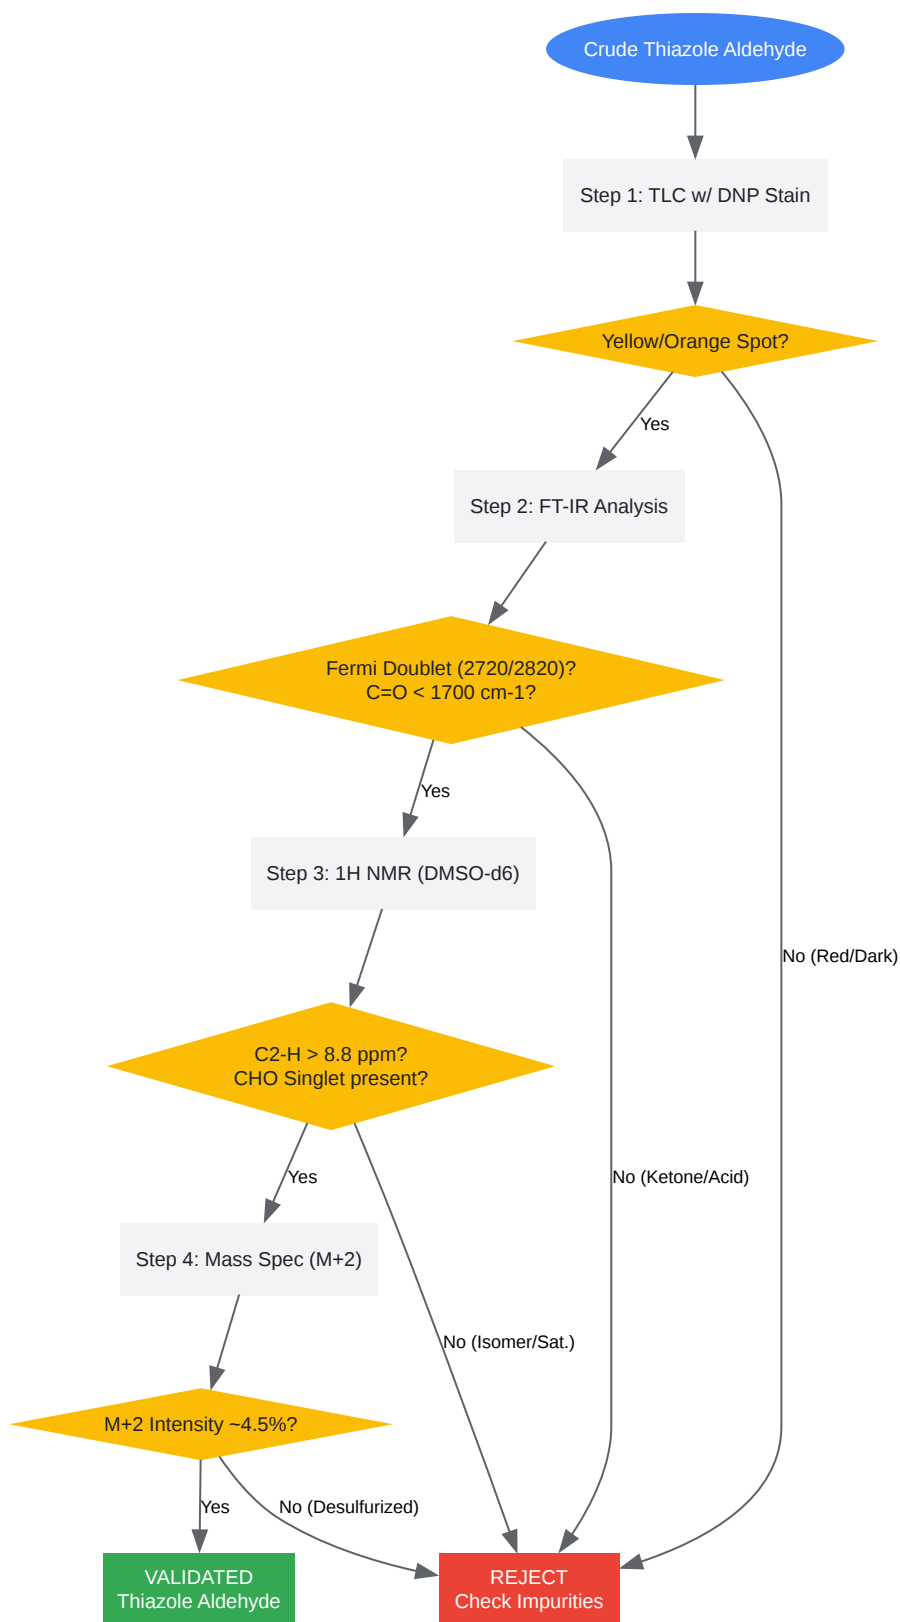 Crude Thiazole Aldehyde
Step 1: TLC w/ DNP Stain
Yellow/Orange Spot?
Yes
Step 2: FT-IR Analysis
Fermi Doublet (2720/2820)?
C=O < 1700 cm-1?
Yes
Step 3: 1H NMR (DMSO-d6)
No (Red/Dark)
C2-H > 8.8 ppm?
CHO Singlet present?
Yes
No (Ketone/Acid)
Step 4: Mass Spec (M+2)
No (Isomer/Sat.)
M+2 Intensity ~4.5%?
Yes
No (Desulfurized)
VALIDATED
Thiazole Aldehyde
REJECT
Check Impurities